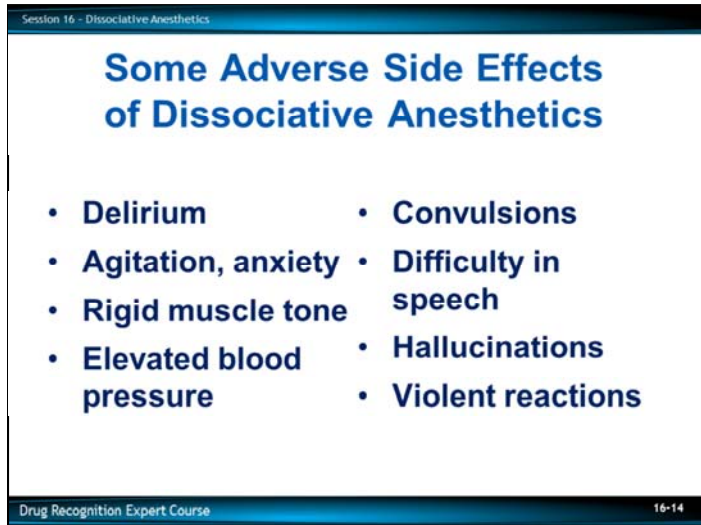 Session 16 - Dissociative Anesthetics
Some Adverse Side Effects
of Dissociative Anesthetics
• Delirium
• Agitation, anxiety
• Rigid muscle tone
• Elevated blood
pressure
• Convulsions
• Difficulty in
speech
• Hallucinations
• Violent reactions
Drug Recognition Expert Course
16-14